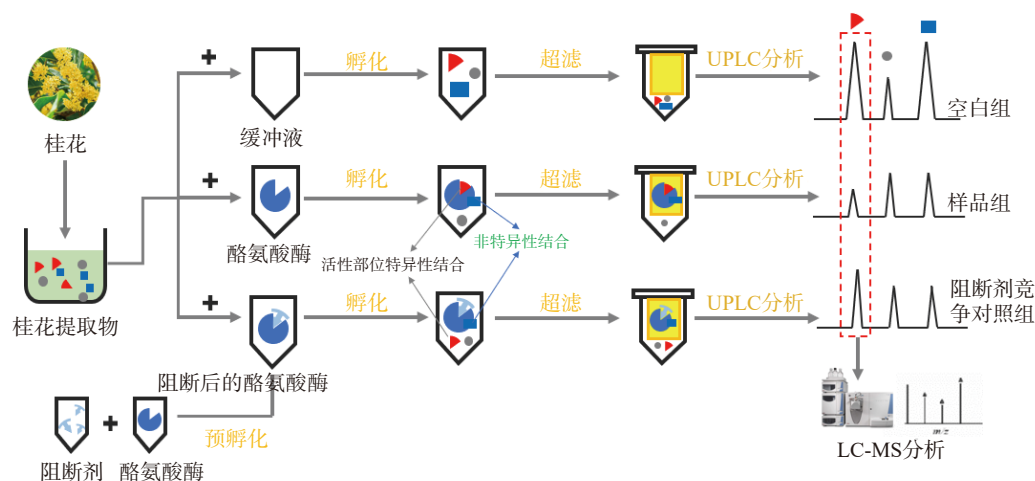 桂花
桂花提取物
+
缓冲液
孵化
超滤
UPLC分析
空白组
+
酪氨酸酶
孵化
超滤
UPLC分析
样品组
活性部位特异性结合
非特异性结合
+
阻断后的酪氨酸酶
孵化
超滤
UPLC分析
阻断剂竞
争对照组
阻断剂
+
酪氨酸酶
预孵化
m/z
LC-MS分析